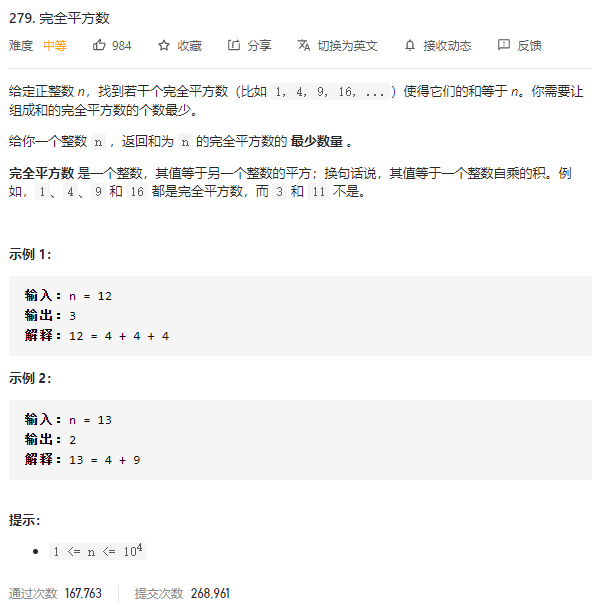 279. 完全平方数
难度 中等 984 收藏 分享 切换为英文 接收动态 反馈
给定正整数 n，找到若干个完全平方数（比如 1, 4, 9, 16, ...）使得它们的和等于 n。你需要让
组成和的完全平方数的个数最少。
给你一个整数 n ，返回和为 n 的完全平方数的 最少数量 。
完全平方数 是一个整数，其值等于另一个整数的平方；换句话说，其值等于一个整数自乘的积。例
如，1 、4 、9 和 16 都是完全平方数，而 3 和 11 不是。
示例 1：
输入：n = 12
输出：3
解释：12 = 4 + 4 + 4
示例 2：
输入：n = 13
输出：2
解释：13 = 4 + 9
提示：
• 1 <= n <= 10⁴
通过次数 167,763 提交次数 268,961